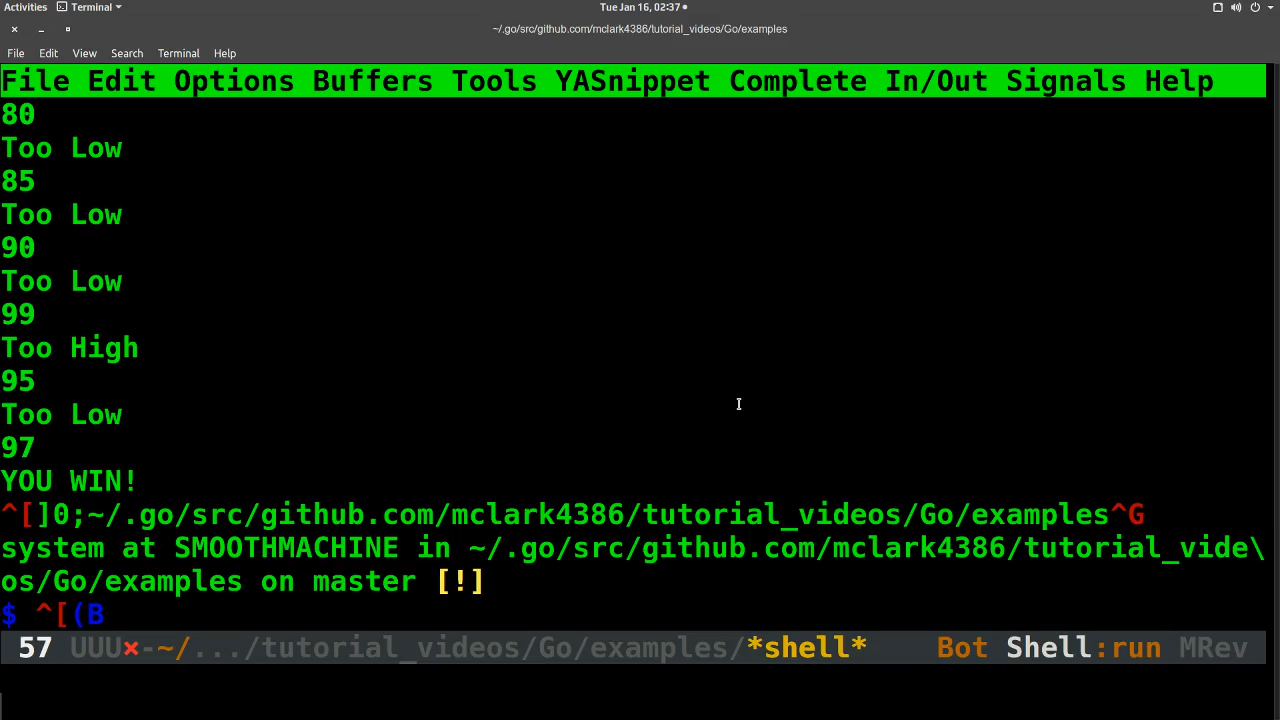 Activities Terminal Tue Jan 16, 02:37
~/.go/src/github.com/mclark4386/tutorial_videos/Go/examples
File Edit View Search Terminal Help
File Edit Options Buffers Tools YASnippet Complete In/Out Signals Help
80
Too Low
85
Too Low
90
Too Low
99
Too High
95
Too Low
97
YOU WIN!
^[]0;~/.go/src/github.com/mclark4386/tutorial_videos/Go/examples^G
system at SMOOTHMACHINE in ~/.go/src/github.com/mclark4386/tutorial_vide\
os/Go/examples on master [!]
$ ^[(B
57 UUU×-~/.../tutorial_videos/Go/examples/*shell* Bot Shell:run MRev